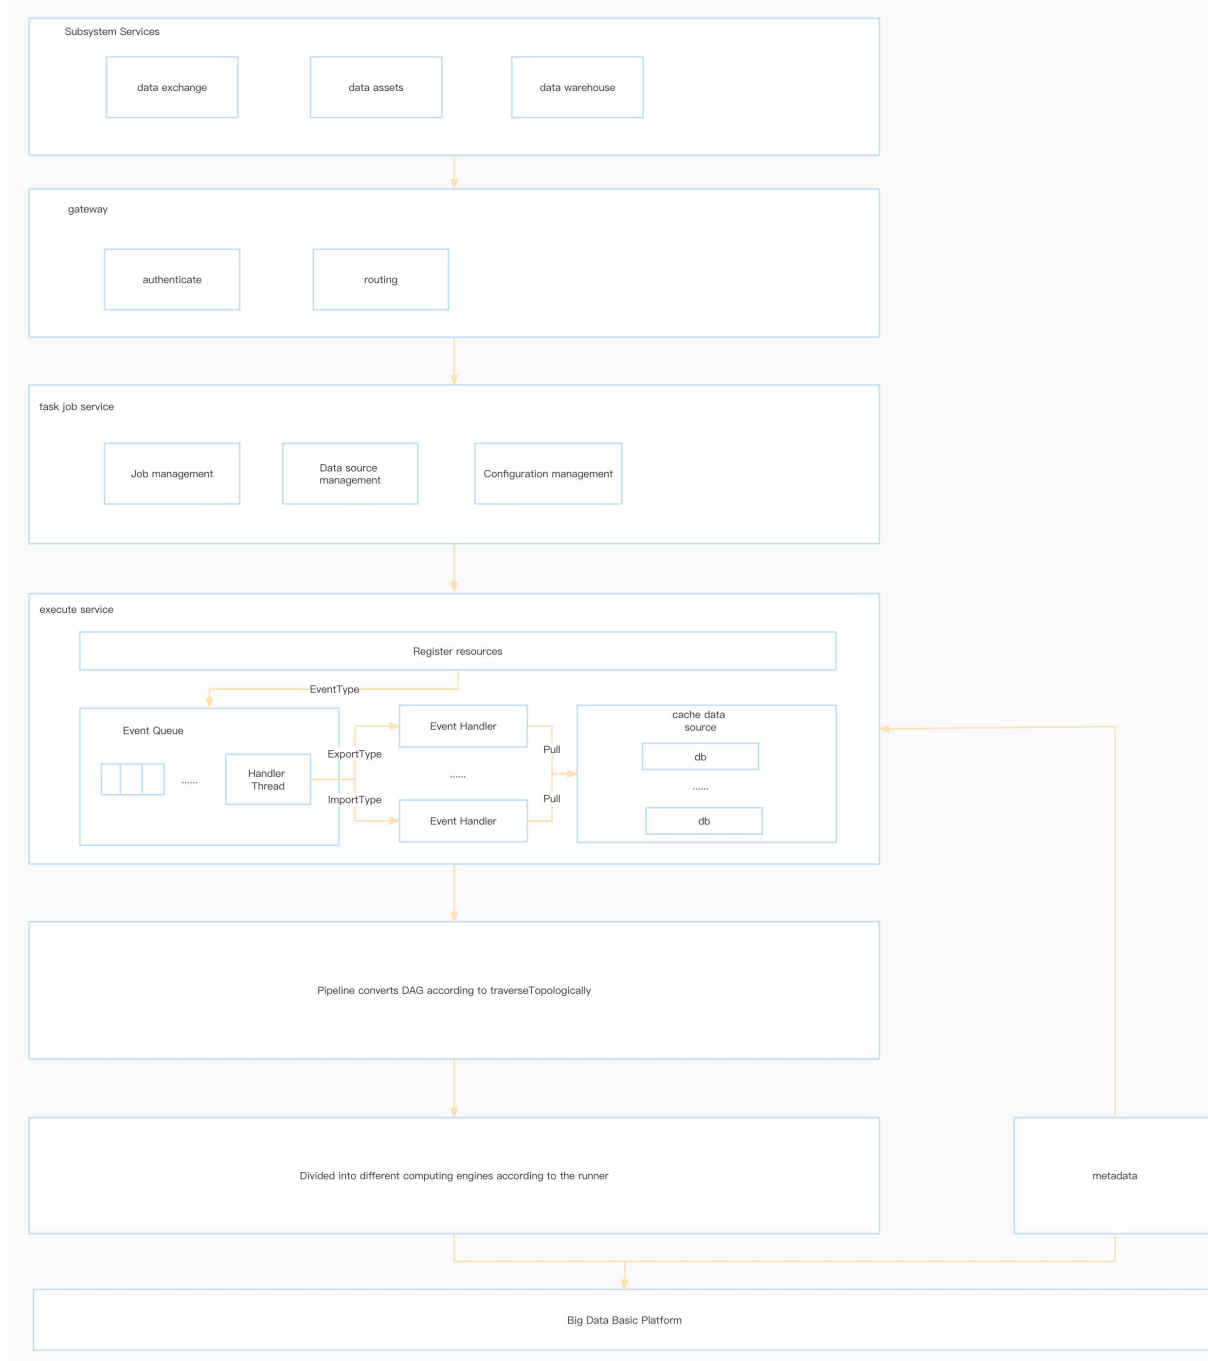 Subsystem Services
data exchange
data assets
data warehouse
gateway
authenticate
routing
task job service
Job management
Data source
management
Configuration management
execute service
Register resources
EventType
Event Queue
......
Handler
Thread
ExportType
ImportType
Event Handler
......
Event Handler
Pull
Pull
cache data
source
db
......
db
Pipeline converts DAG according to traverseTopologically
Divided into different computing engines according to the runner
metadata
Big Data Basic Platform